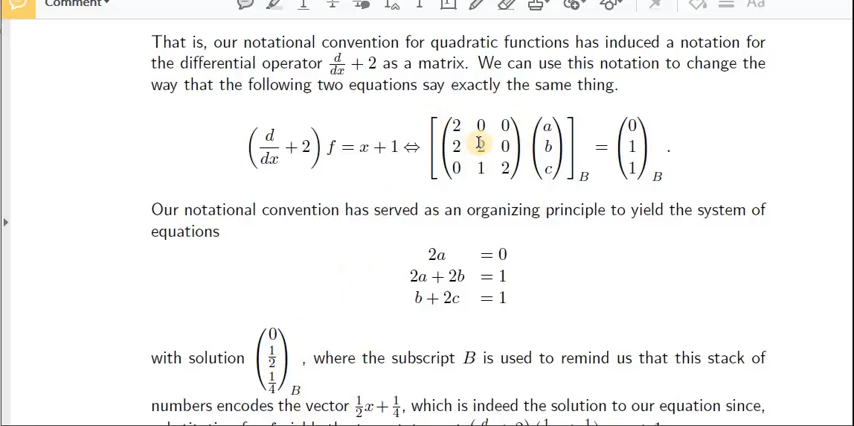 Comment
Ad
That is, our notational convention for quadratic functions has induced a notation for
the differential operator d/dx + 2 as a matrix. We can use this notation to change the
way that the following two equations say exactly the same thing.
(d/dx + 2) f = x + 1 ⇔ [(2 0 0; 2 2 0; 0 1 2) (a; b; c)]_B = (0; 1; 1)_B .
Our notational convention has served as an organizing principle to yield the system of
equations
2a = 0
2a + 2b = 1
b + 2c = 1
with solution (0; 1/2; 1/4)_B , where the subscript B is used to remind us that this stack of
numbers encodes the vector 1/2 x + 1/4, which is indeed the solution to our equation since,